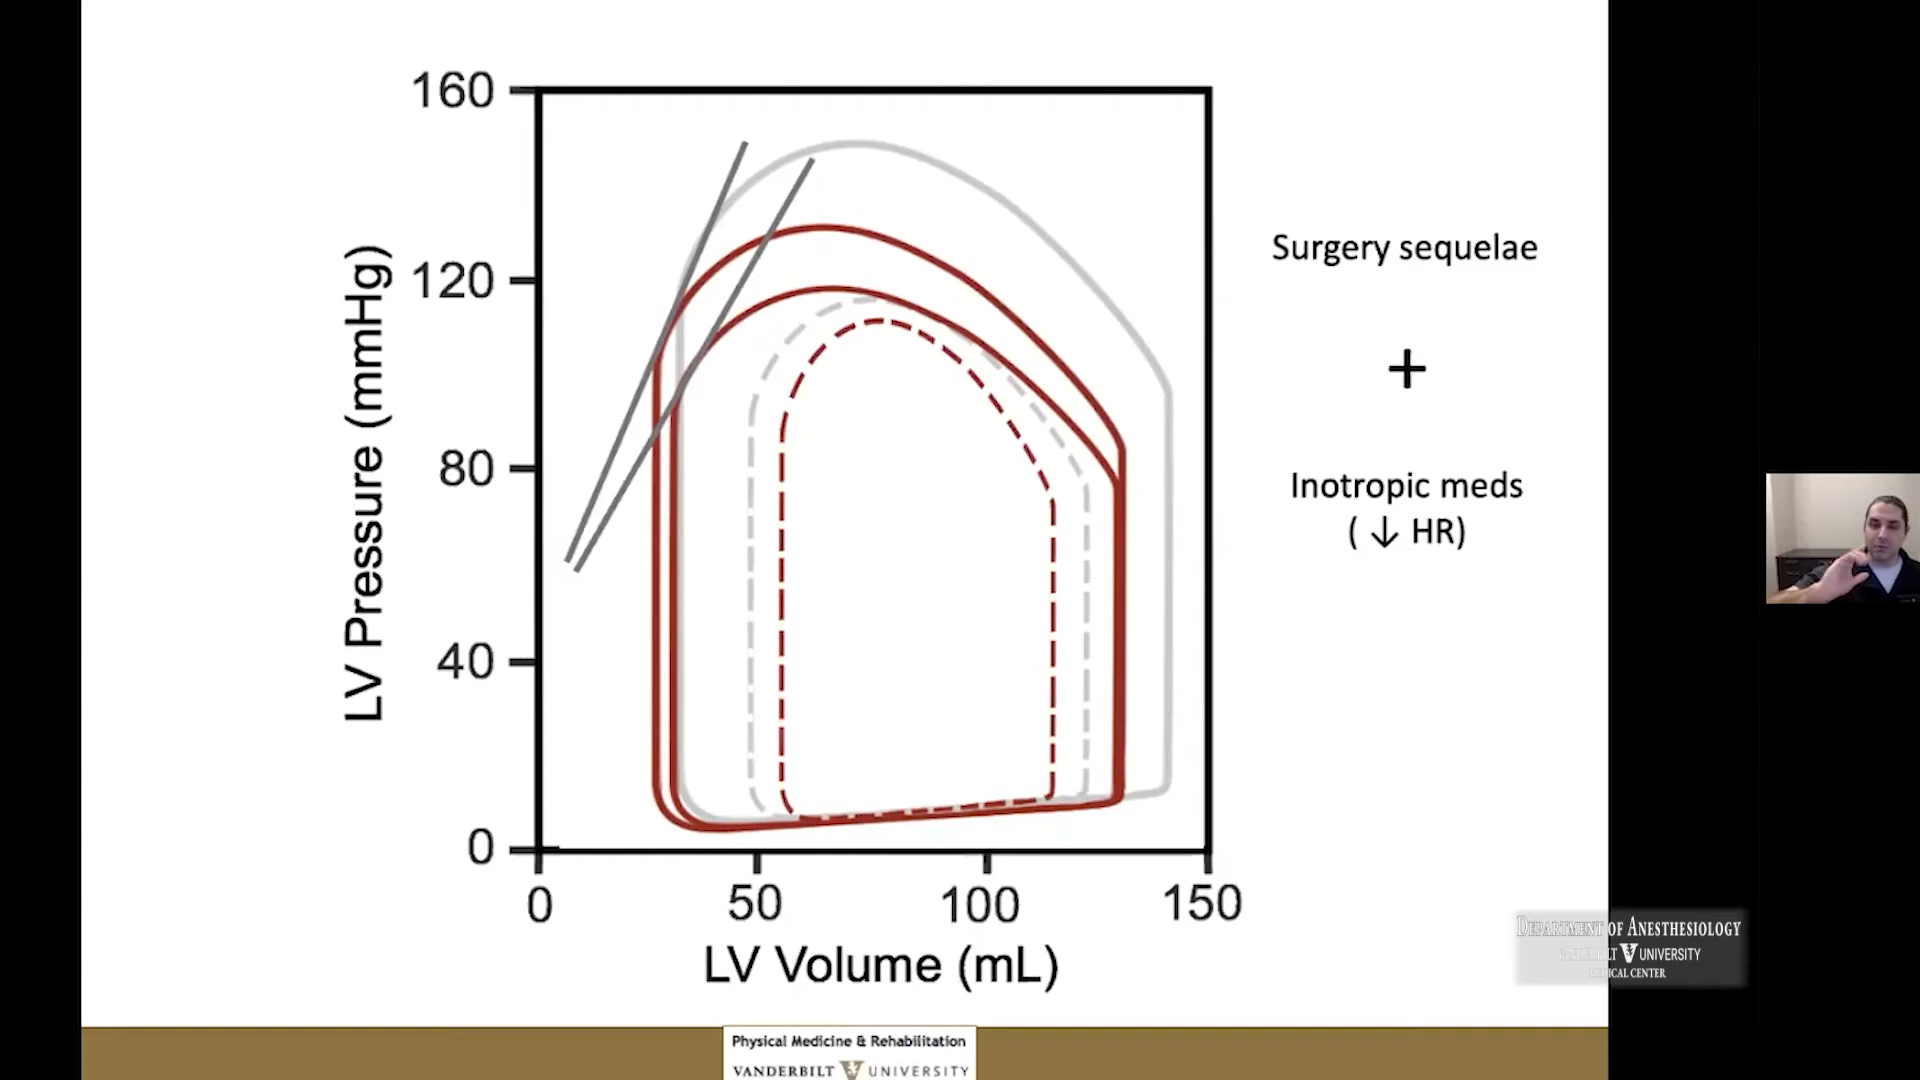 160
120
80
40
0
LV Pressure (mmHg)
0
50
100
150
LV Volume (mL)
Surgery sequelae
+
Inotropic meds
( ↓ HR)
DEPARTMENT OF ANESTHESIOLOGY
VANDERBILT V UNIVERSITY
MEDICAL CENTER
Physical Medicine & Rehabilitation
VANDERBILT V UNIVERSITY